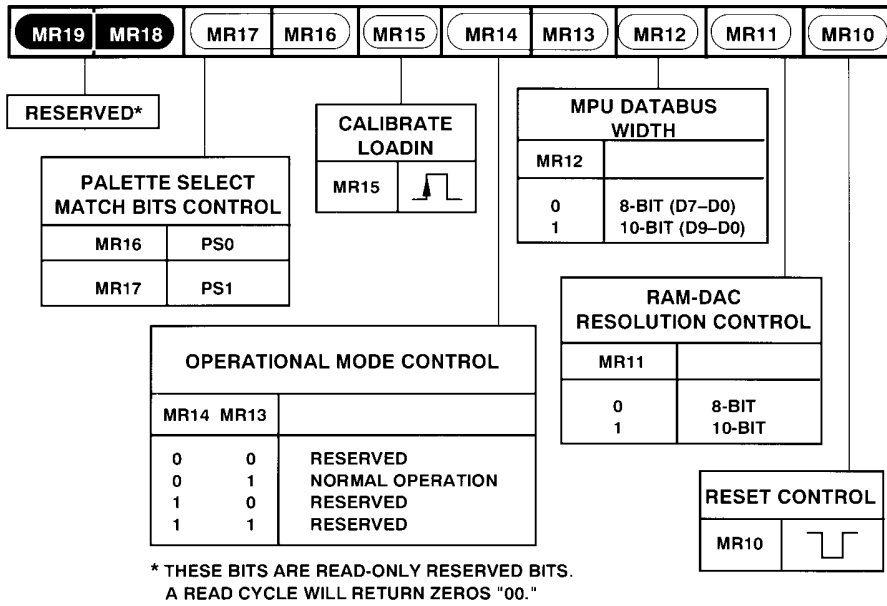 MR19 MR18 MR17 MR16 MR15 MR14 MR13 MR12 MR11 MR10
RESERVED*
PALETTE SELECT
MATCH BITS CONTROL
MR16 PS0
MR17 PS1
CALIBRATE
LOADIN
MR15
MPU DATABUS
WIDTH
MR12
0 8-BIT (D7–D0)
1 10-BIT (D9–D0)
OPERATIONAL MODE CONTROL
MR14 MR13
0 0 RESERVED
0 1 NORMAL OPERATION
1 0 RESERVED
1 1 RESERVED
RAM-DAC
RESOLUTION CONTROL
MR11
0 8-BIT
1 10-BIT
RESET CONTROL
MR10
* THESE BITS ARE READ-ONLY RESERVED BITS.
A READ CYCLE WILL RETURN ZEROS "00."